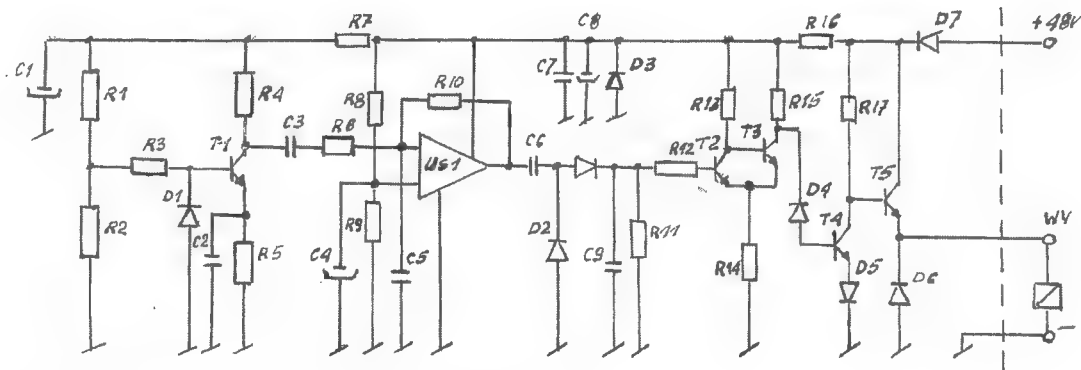 R7 C8 R16 D7 +48V
C1 R1 R4 R8 R10 C7 D3 R13 R15 R17
R3 T1 C3 R6 US1 C6 R12 T2 T3
D1 D4 T5
R2 C2 R5 R9 C4 C5 D2 C9 R11 R14 T4 D5 D6 WV
-